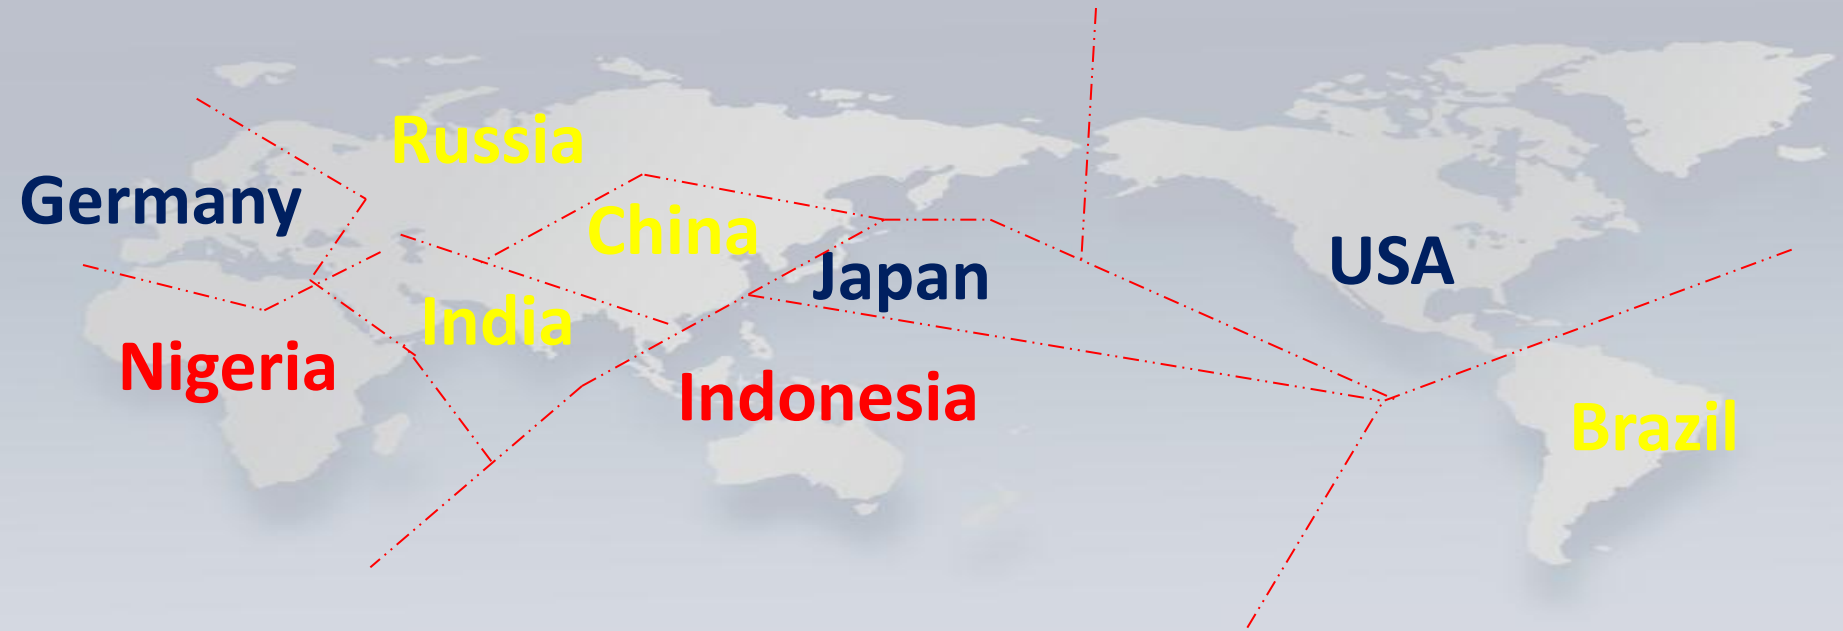 Russia
Germany
China
USA
Japan
India
Nigeria
Indonesia
Brazil